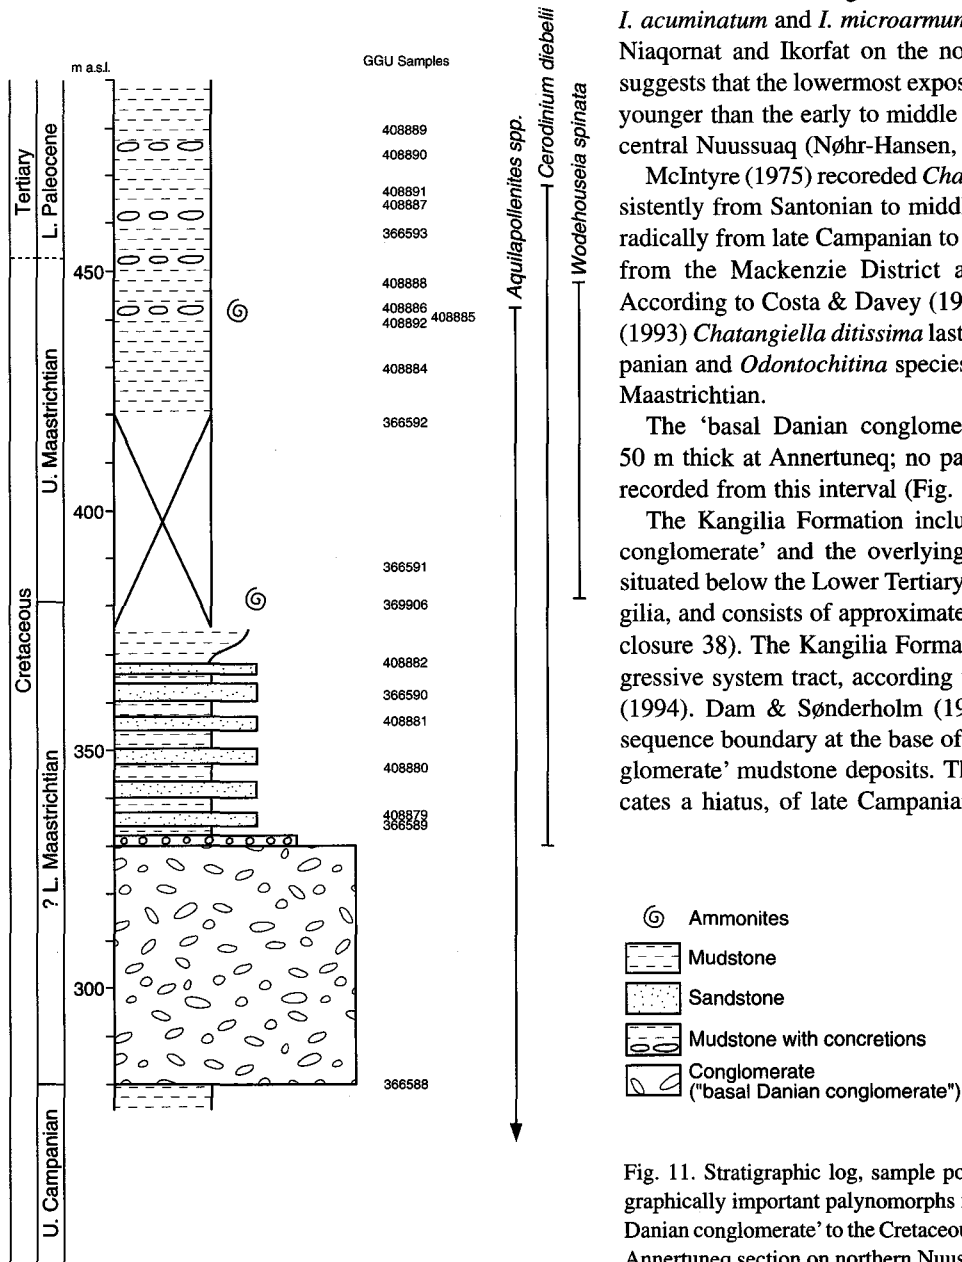 m a.s.l.
GGU Samples
Tertiary
L. Paleocene
Cretaceous
U. Maastrichtian
? L. Maastrichtian
U. Campanian
450
400
350
300
408889
408890
408891
408887
366593
408888
408886
408885
408892
408884
366592
366591
369906
408882
366590
408881
408880
408879
366589
366588
Aquilapollenites spp.
Cerodinium diebelii
Wodehouseia spinata
I. acuminatum and I. microarmun
Niaqornat and Ikorfat on the no
suggests that the lowermost expos
younger than the early to middle
central Nuussuaq (Nøhr-Hansen,
McIntyre (1975) recoreded Cha
sistently from Santonian to middl
radically from late Campanian to
from the Mackenzie District a
According to Costa & Davey (19
(1993) Chatangiella ditissima last
panian and Odontochitina species
Maastrichtian.
The ‘basal Danian conglome
50 m thick at Annertuneq; no pa
recorded from this interval (Fig.
The Kangilia Formation inclu
conglomerate’ and the overlying
situated below the Lower Tertiary
gilia, and consists of approximate
closure 38). The Kangilia Forma
gressive system tract, according
(1994). Dam & Sønderholm (19
sequence boundary at the base of
glomerate’ mudstone deposits. Th
cates a hiatus, of late Campania
Ammonites
Mudstone
Sandstone
Mudstone with concretions
Conglomerate
("basal Danian conglomerate")
Fig. 11. Stratigraphic log, sample po
graphically important palynomorphs
Danian conglomerate’ to the Cretaceou
Annertuneq section on northern Nuus